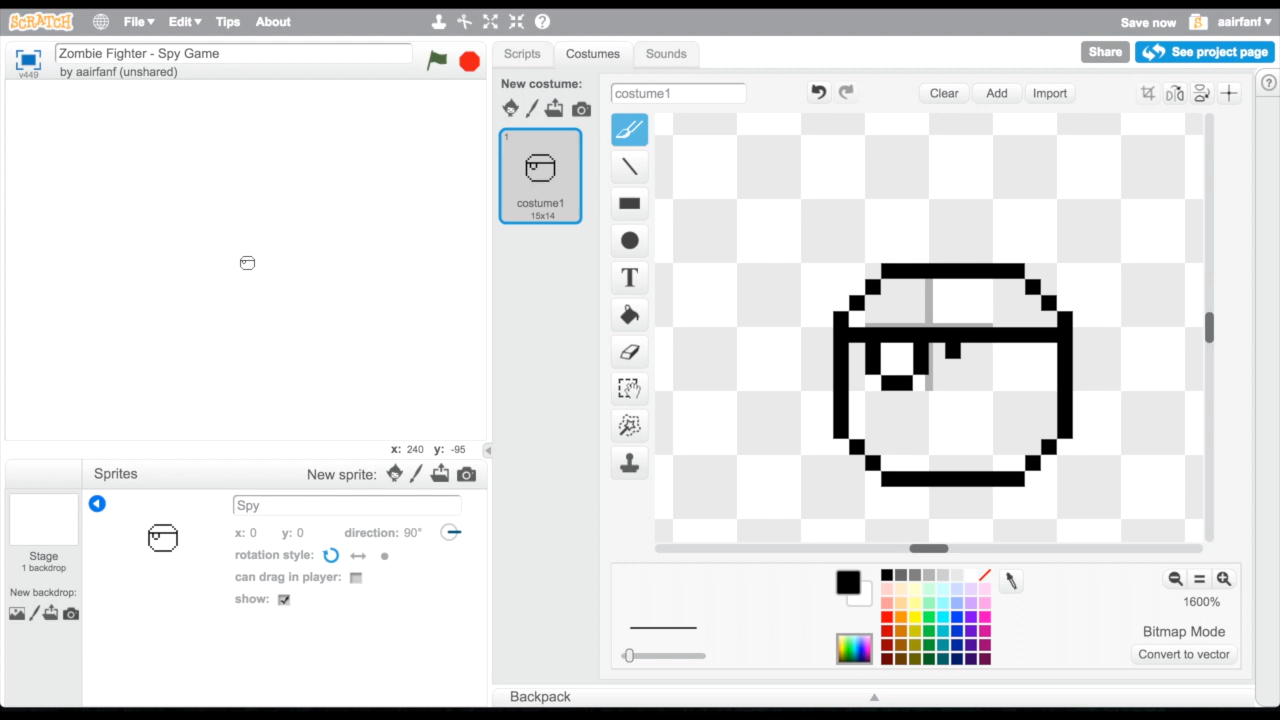 SCRATCH File Edit Tips About Save now S aairfanf
v449 Zombie Fighter - Spy Game
by aairfanf (unshared)
Scripts Costumes Sounds Share See project page
New costume:
costume1 Clear Add Import
1
costume1
15x14
T
x: 240 y: -95
Sprites New sprite:
Spy
x: 0 y: 0 direction: 90°
rotation style:
can drag in player:
show:
Stage
1 backdrop
New backdrop:
1600%
Bitmap Mode
Convert to vector
Backpack